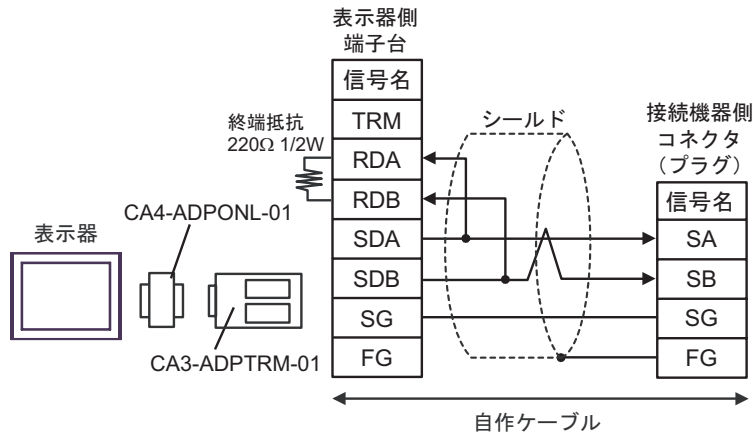 表示器側
端子台
信号名
TRM
RDA
RDB
SDA
SDB
SG
FG
終端抵抗
220Ω 1/2W
シールド
接続機器側
コネクタ
(プラグ)
信号名
SA
SB
SG
FG
表示器
CA4-ADPONL-01
CA3-ADPTRM-01
自作ケーブル